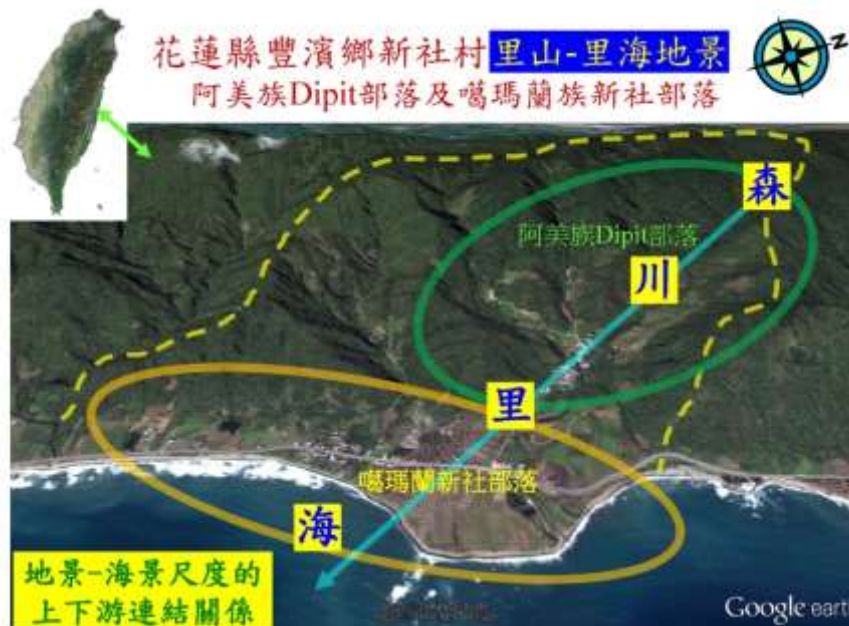 花蓮縣豐濱鄉新社村里山-里海地景
阿美族Dipit部落及噶瑪蘭族新社部落
N
森
阿美族Dipit部落
川
里
噶瑪蘭新社部落
海
地景-海景尺度的
上下游連結關係
Google earth